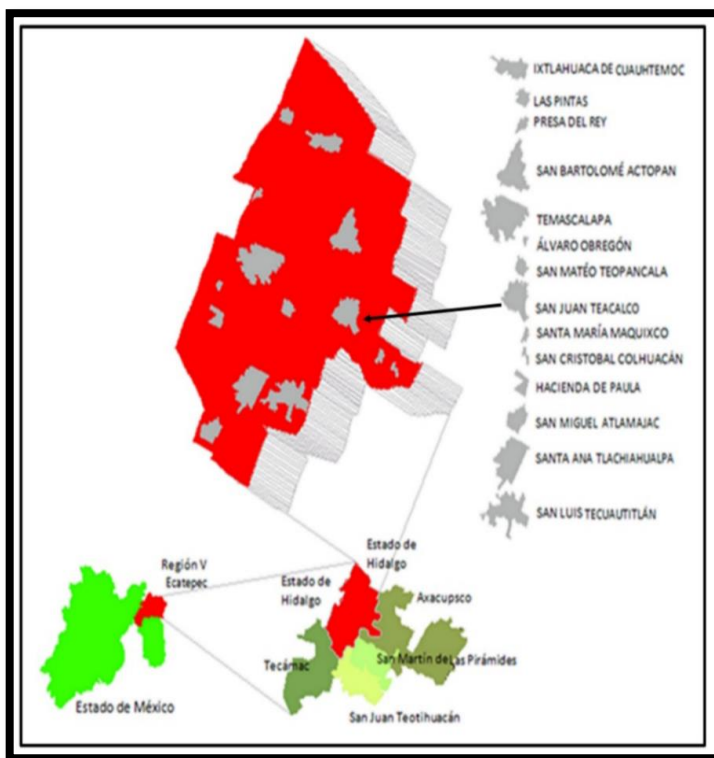 IXTLAHUACA DE CUAUHTEMOC
LAS PINTAS
PRESA DEL REY
SAN BARTOLOMÉ ACTOPAN
TEMASCALAPA
ÁLVARO OBREGÓN
SAN MATÉO TEOPANCALA
SAN JUAN TEACALCO
SANTA MARÍA MAQUIXCO
SAN CRISTOBAL COLHUACÁN
HACIENDA DE PAULA
SAN MIGUEL ATLAMAJAC
SANTA ANA TLACHIAHUALPA
SAN LUIS TECUAUTITLÁN
Región V
Ecatepec
Estado de
Hidalgo
Estado de
Hidalgo
Axacupsco
Tecámac
San Martín de Las Pirámides
Estado de México
San Juan Teotihuacán